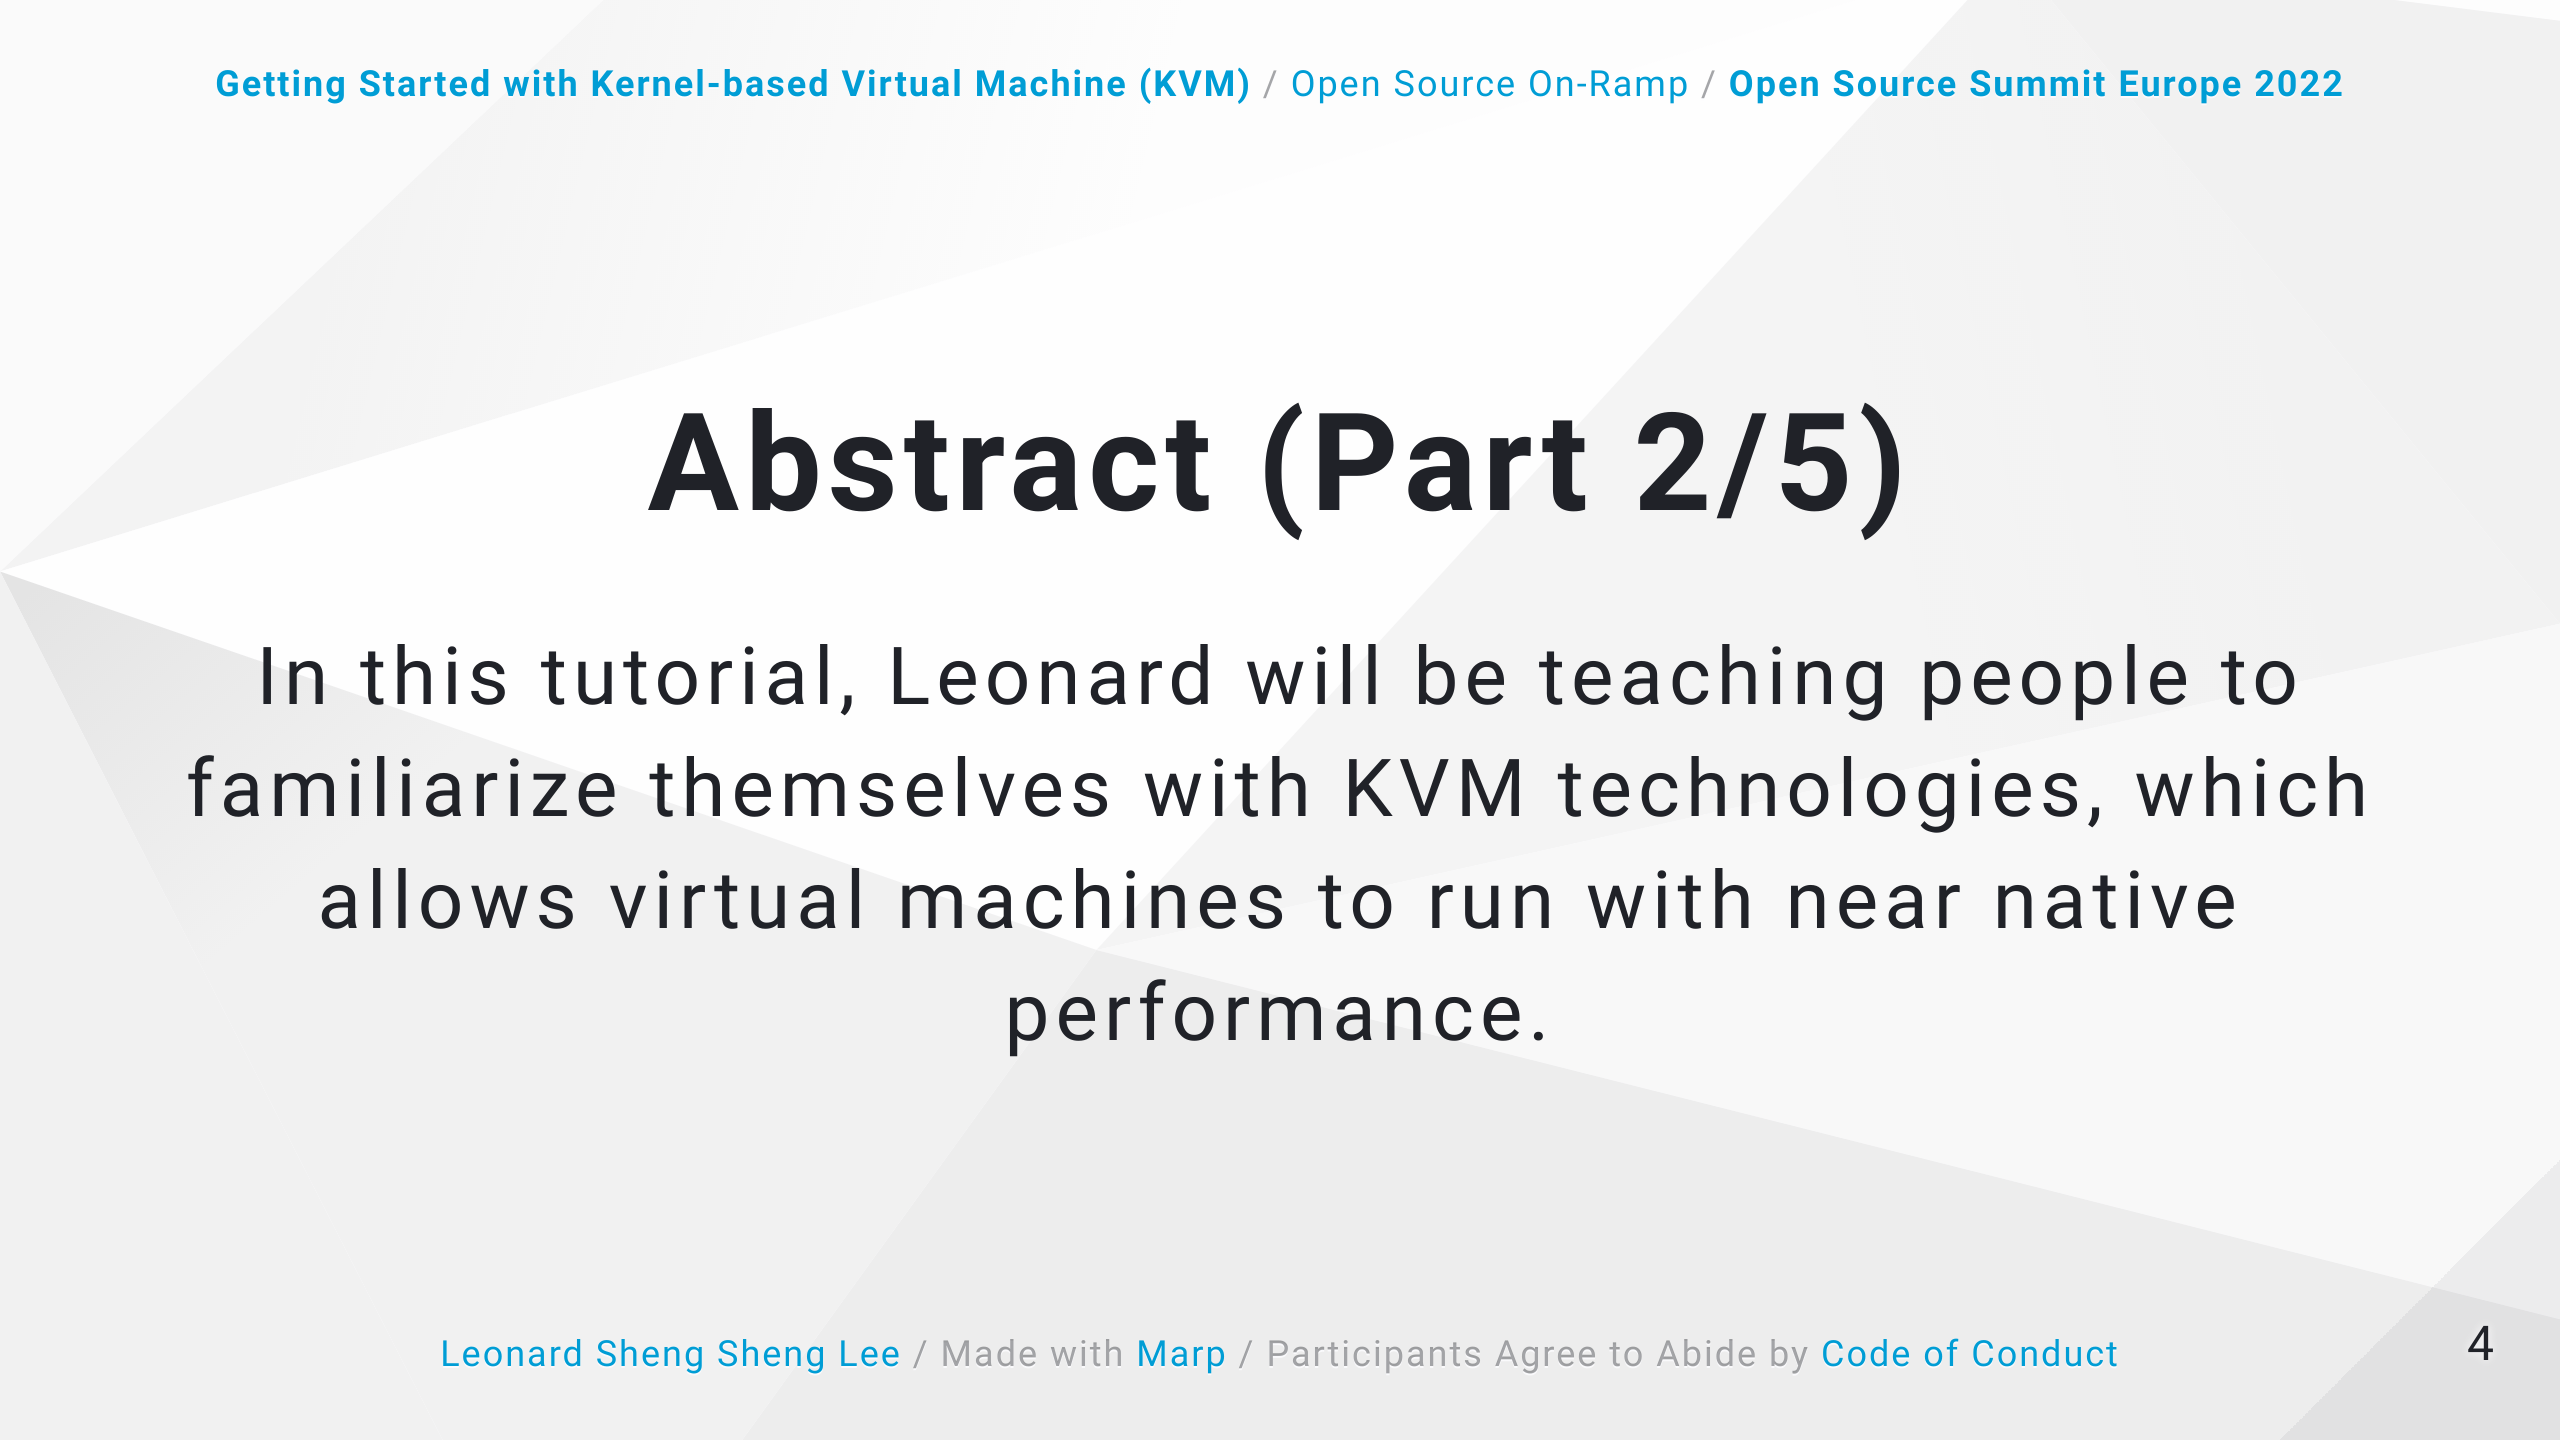 Getting Started with Kernel-based Virtual Machine (KVM) / Open Source On-Ramp / Open Source Summit Europe 2022
Abstract (Part 2/5)
In this tutorial, Leonard will be teaching people to
familiarize themselves with KVM technologies, which
allows virtual machines to run with near native
performance.
Leonard Sheng Sheng Lee / Made with Marp / Participants Agree to Abide by Code of Conduct
4